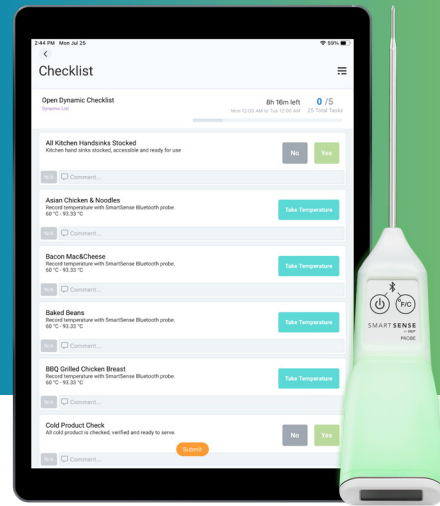 2:44 PM Mon Jul 25
59%
Checklist
Open Dynamic Checklist
Dynamic List
8h 16m left
Mon 12:00 AM to Tue 12:00 AM
0 /5
25 Total Tasks
All Kitchen Handsinks Stocked
Kitchen hand sinks stocked, accessible and ready for use
No
Yes
N/A
Comment...
Asian Chicken & Noodles
Record temperature with SmartSense Bluetooth probe.
60 °C - 93.33 °C
Take Temperature
N/A
Comment...
Bacon Mac&Cheese
Record temperature with SmartSense Bluetooth probe.
60 °C - 93.33 °C
Take Temperature
N/A
Comment...
Baked Beans
Record temperature with SmartSense Bluetooth probe.
60 °C - 93.33 °C
Take Temperature
N/A
Comment...
BBQ Grilled Chicken Breast
Record temperature with SmartSense Bluetooth probe.
60 °C - 93.33 °C
Take Temperature
N/A
Comment...
Cold Product Check
All cold product is checked, verified and ready to serve.
No
Yes
Submit
N/A
Comment...
°F/C
SMARTSENSE
PROBE